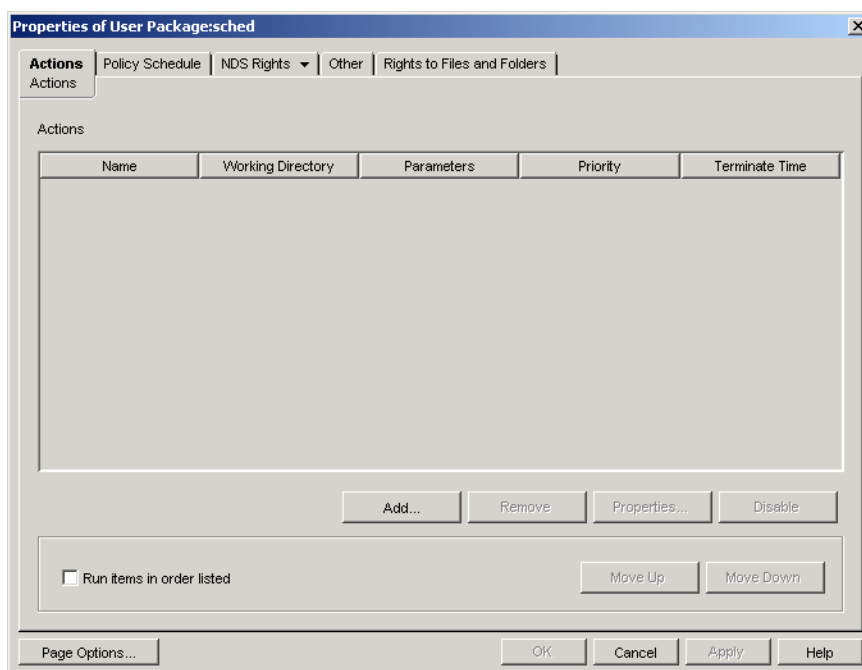 Properties of User Package:sched
Actions Policy Schedule NDS Rights Other Rights to Files and Folders
Actions
Actions
Name Working Directory Parameters Priority Terminate Time
Add... Remove Properties... Disable
Run items in order listed Move Up Move Down
Page Options... OK Cancel Apply Help